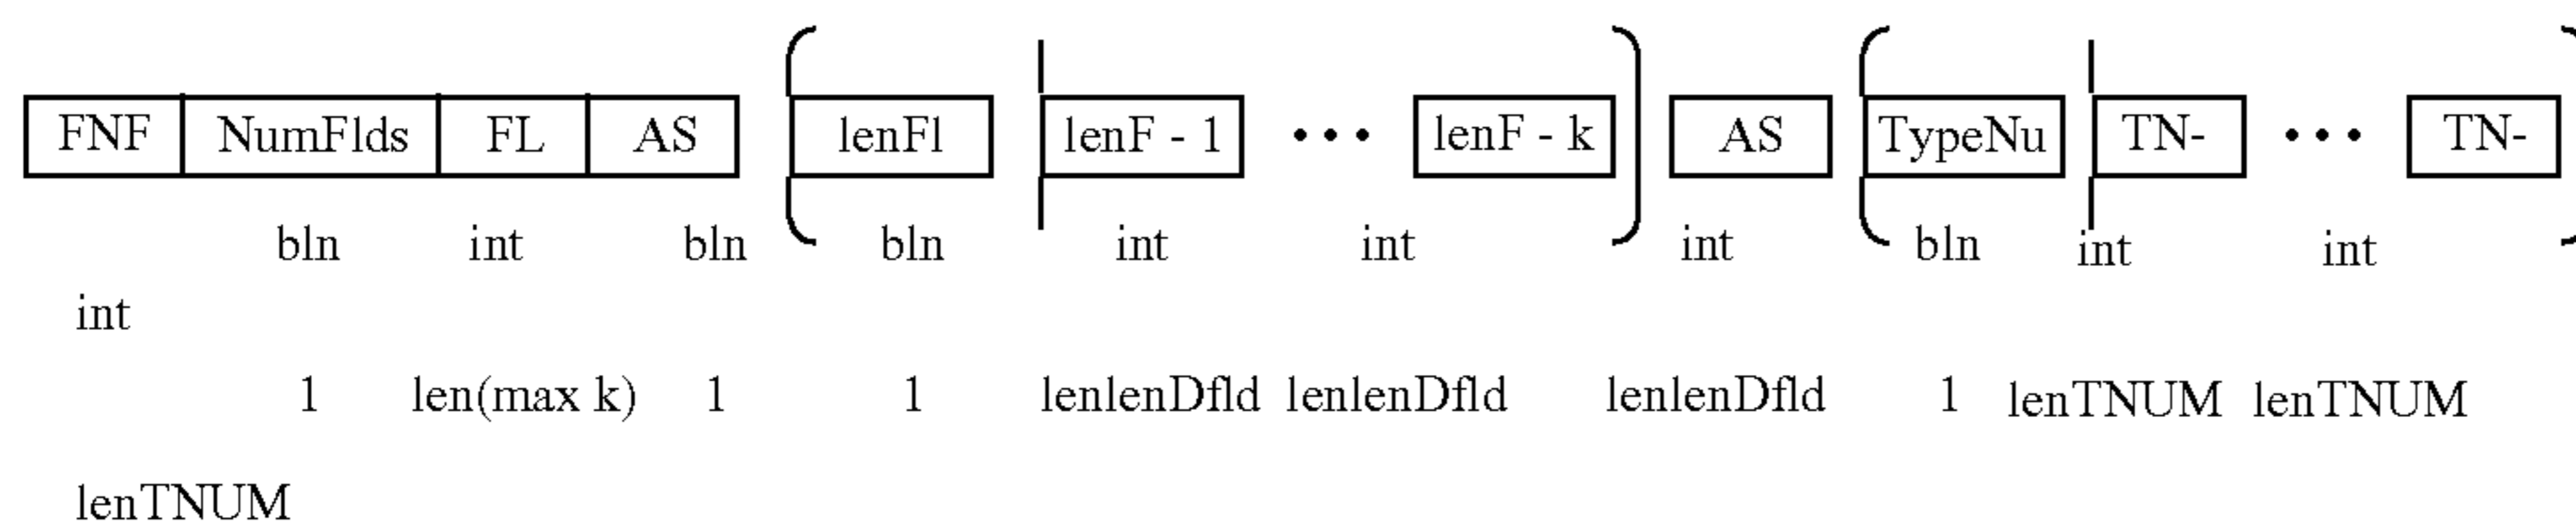 FNF NumFlds FL AS lenFl lenF - 1 ••• lenF - k AS TypeNu TN- ••• TN-
bln int bln bln int int int bln int int
int
1 len(max k) 1 1 lenlenDfld lenlenDfld lenlenDfld 1 lenTNUM lenTNUM
lenTNUM